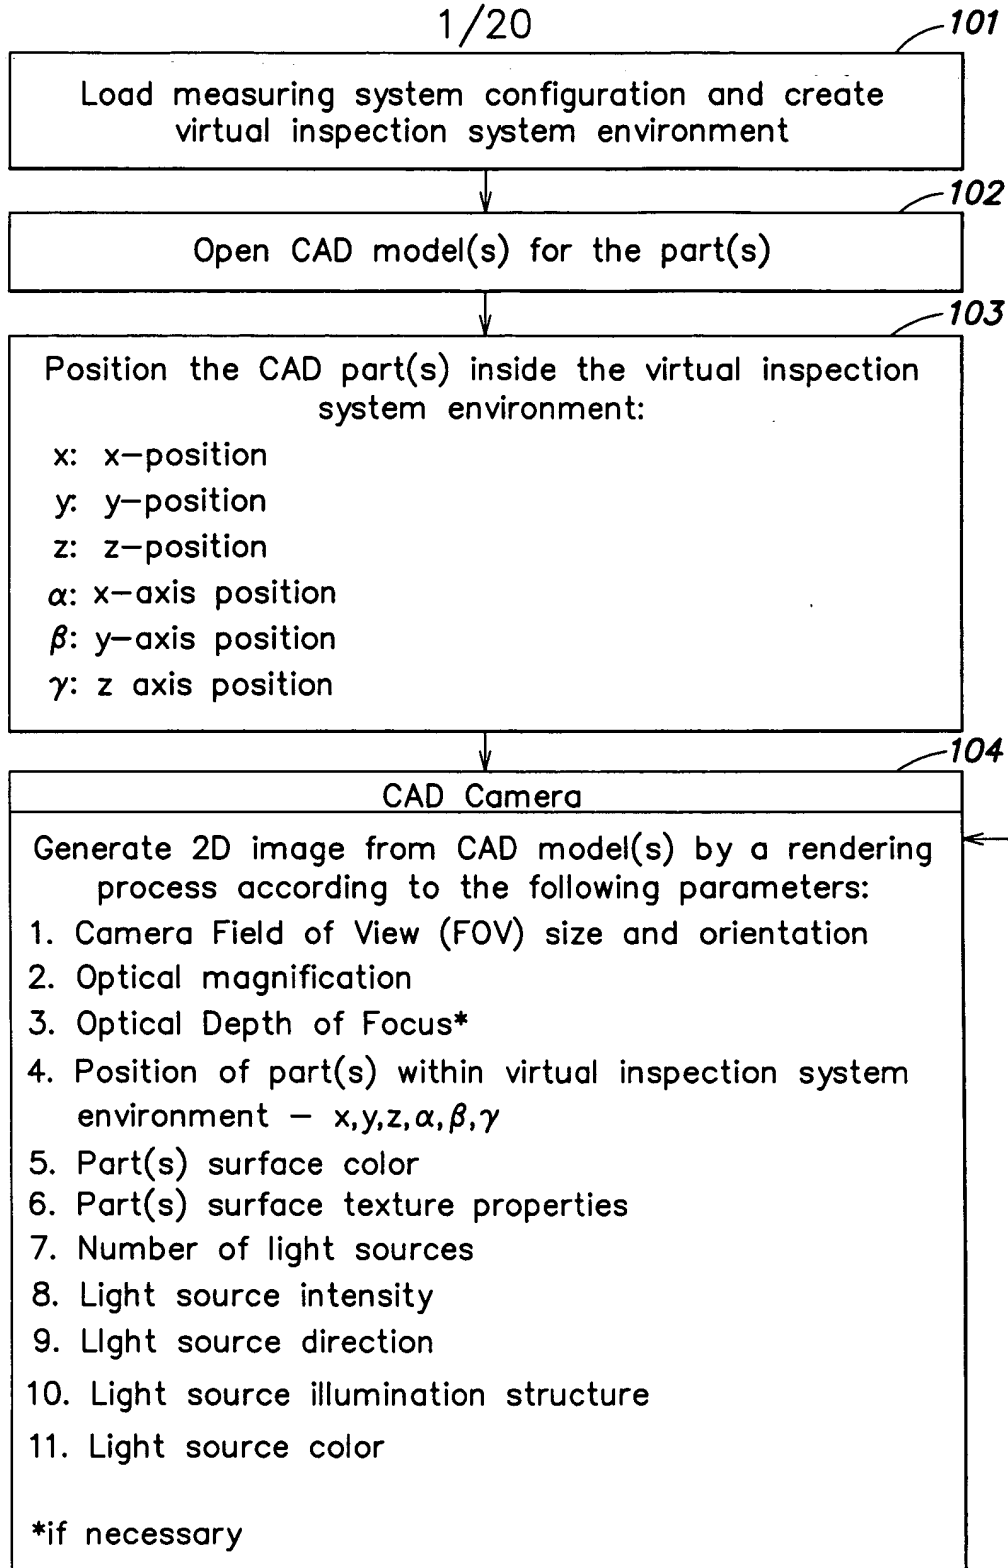 1/20
101
Load measuring system configuration and create
virtual inspection system environment
102
Open CAD model(s) for the part(s)
103
Position the CAD part(s) inside the virtual inspection
system environment:
x: x-position
y: y-position
z: z-position
α: x-axis position
β: y-axis position
γ: z axis position
104
CAD Camera
Generate 2D image from CAD model(s) by a rendering
process according to the following parameters:
1. Camera Field of View (FOV) size and orientation
2. Optical magnification
3. Optical Depth of Focus*
4. Position of part(s) within virtual inspection system
environment – x,y,z,α,β,γ
5. Part(s) surface color
6. Part(s) surface texture properties
7. Number of light sources
8. Light source intensity
9. LIght source direction
10. Light source illumination structure
11. Light source color
*if necessary